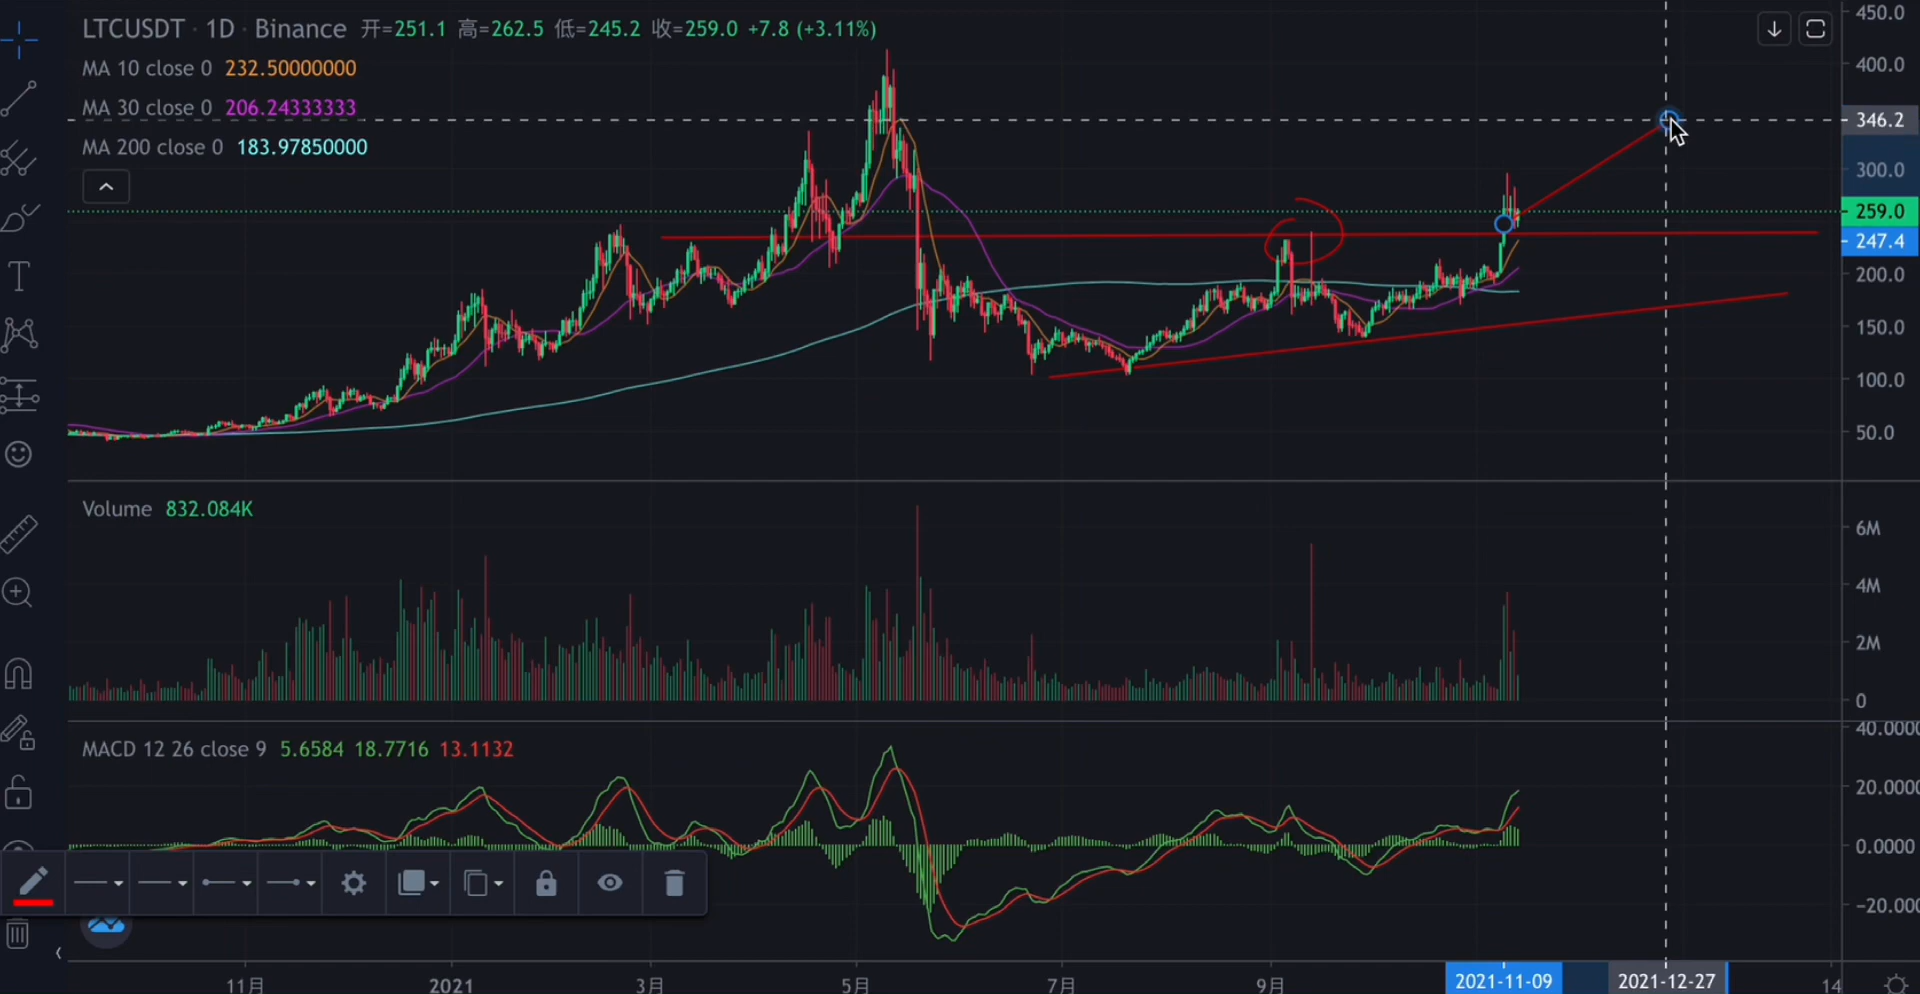 LTCUSDT · 1D · Binance 开=251.1 高=262.5 低=245.2 收=259.0 +7.8 (+3.11%)
MA 10 close 0 232.50000000
MA 30 close 0 206.24333333
MA 200 close 0 183.97850000
450.0
400.0
346.2
300.0
259.0
247.4
200.0
150.0
100.0
50.0
Volume 832.084K
6M
4M
2M
0
MACD 12 26 close 9 5.6584 18.7716 13.1132
40.0000
20.0000
0.0000
-20.000
11月 2021 3月 5月 7月 9月 2021-11-09 2021-12-27 14